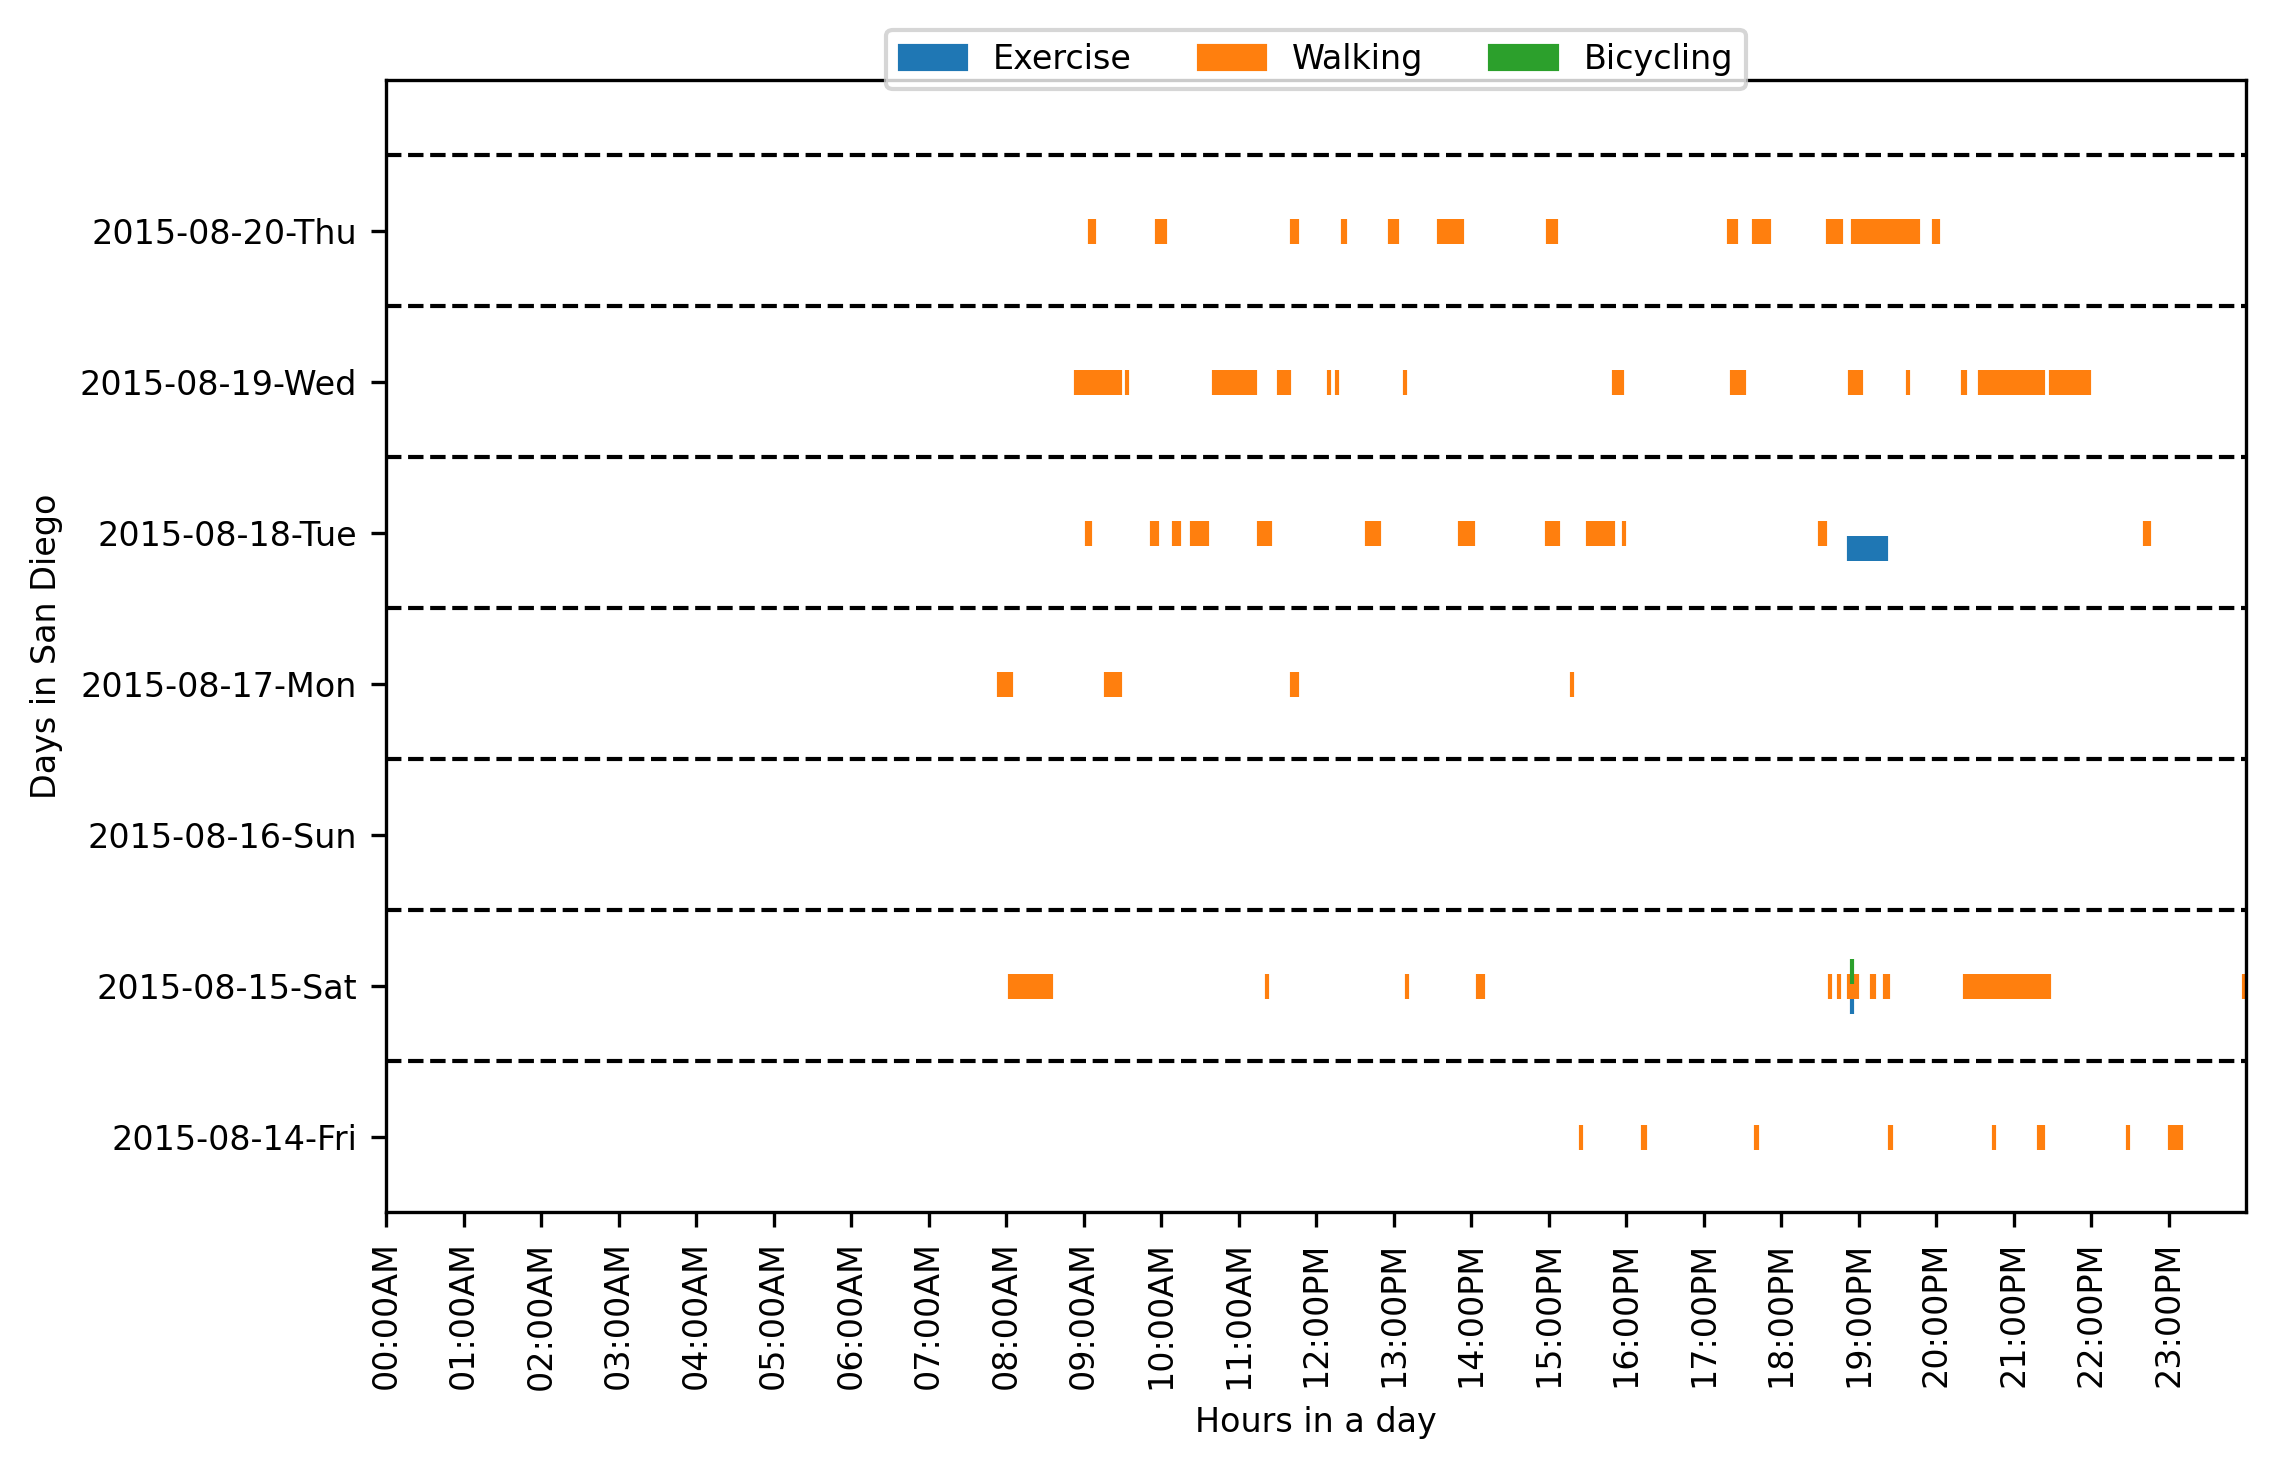 Exercise Walking Bicycling
2015-08-20-Thu
2015-08-19-Wed
2015-08-18-Tue
2015-08-17-Mon
2015-08-16-Sun
2015-08-15-Sat
2015-08-14-Fri
Days in San Diego
00:00AM
01:00AM
02:00AM
03:00AM
04:00AM
05:00AM
06:00AM
07:00AM
08:00AM
09:00AM
10:00AM
11:00AM
12:00PM
13:00PM
14:00PM
15:00PM
16:00PM
17:00PM
18:00PM
19:00PM
20:00PM
21:00PM
22:00PM
23:00PM
Hours in a day